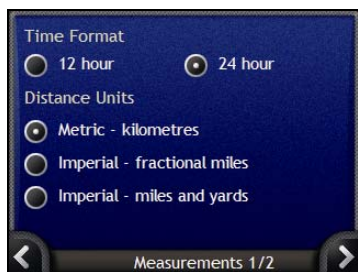 Time Format
12 hour 24 hour
Distance Units
Metric - kilometres
Imperial - fractional miles
Imperial - miles and yards
Measurements 1/2